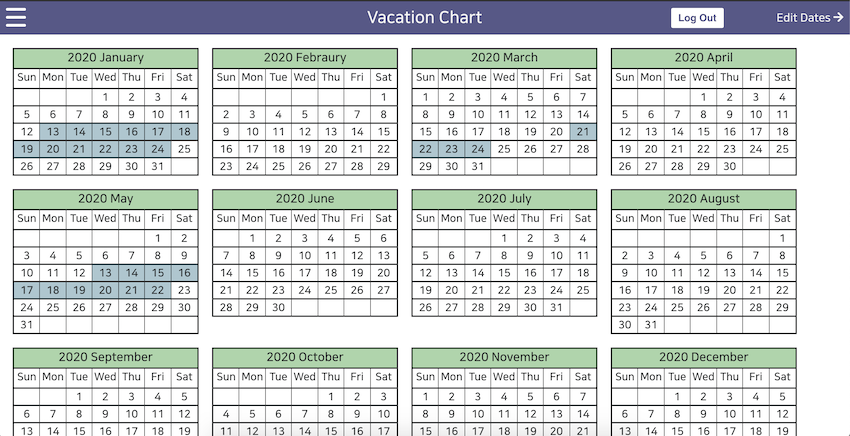 Vacation Chart
Log Out
Edit Dates →
2020 January
Sun Mon Tue Wed Thu Fri Sat
1 2 3 4
5 6 7 8 9 10 11
12 13 14 15 16 17 18
19 20 21 22 23 24 25
26 27 28 29 30 31
2020 Febraury
Sun Mon Tue Wed Thu Fri Sat
1
2 3 4 5 6 7 8
9 10 11 12 13 14 15
16 17 18 19 20 21 22
23 24 25 26 27 28 29
2020 March
Sun Mon Tue Wed Thu Fri Sat
1 2 3 4 5 6 7
8 9 10 11 12 13 14
15 16 17 18 19 20 21
22 23 24 25 26 27 28
29 30 31
2020 April
Sun Mon Tue Wed Thu Fri Sat
1 2 3 4
5 6 7 8 9 10 11
12 13 14 15 16 17 18
19 20 21 22 23 24 25
26 27 28 29 30
2020 May
Sun Mon Tue Wed Thu Fri Sat
1 2
3 4 5 6 7 8 9
10 11 12 13 14 15 16
17 18 19 20 21 22 23
24 25 26 27 28 29 30
31
2020 June
Sun Mon Tue Wed Thu Fri Sat
1 2 3 4 5 6
7 8 9 10 11 12 13
14 15 16 17 18 19 20
21 22 23 24 25 26 27
28 29 30
2020 July
Sun Mon Tue Wed Thu Fri Sat
1 2 3 4
5 6 7 8 9 10 11
12 13 14 15 16 17 18
19 20 21 22 23 24 25
26 27 28 29 30 31
2020 August
Sun Mon Tue Wed Thu Fri Sat
1
2 3 4 5 6 7 8
9 10 11 12 13 14 15
16 17 18 19 20 21 22
23 24 25 26 27 28 29
30 31
2020 September
Sun Mon Tue Wed Thu Fri Sat
1 2 3 4 5
6 7 8 9 10 11 12
13 14 15 16 17 18 19
2020 October
Sun Mon Tue Wed Thu Fri Sat
1 2 3
4 5 6 7 8 9 10
11 12 13 14 15 16 17
2020 November
Sun Mon Tue Wed Thu Fri Sat
1 2 3 4 5 6 7
8 9 10 11 12 13 14
15 16 17 18 19 20 21
2020 December
Sun Mon Tue Wed Thu Fri Sat
1 2 3 4 5
6 7 8 9 10 11 12
13 14 15 16 17 18 19